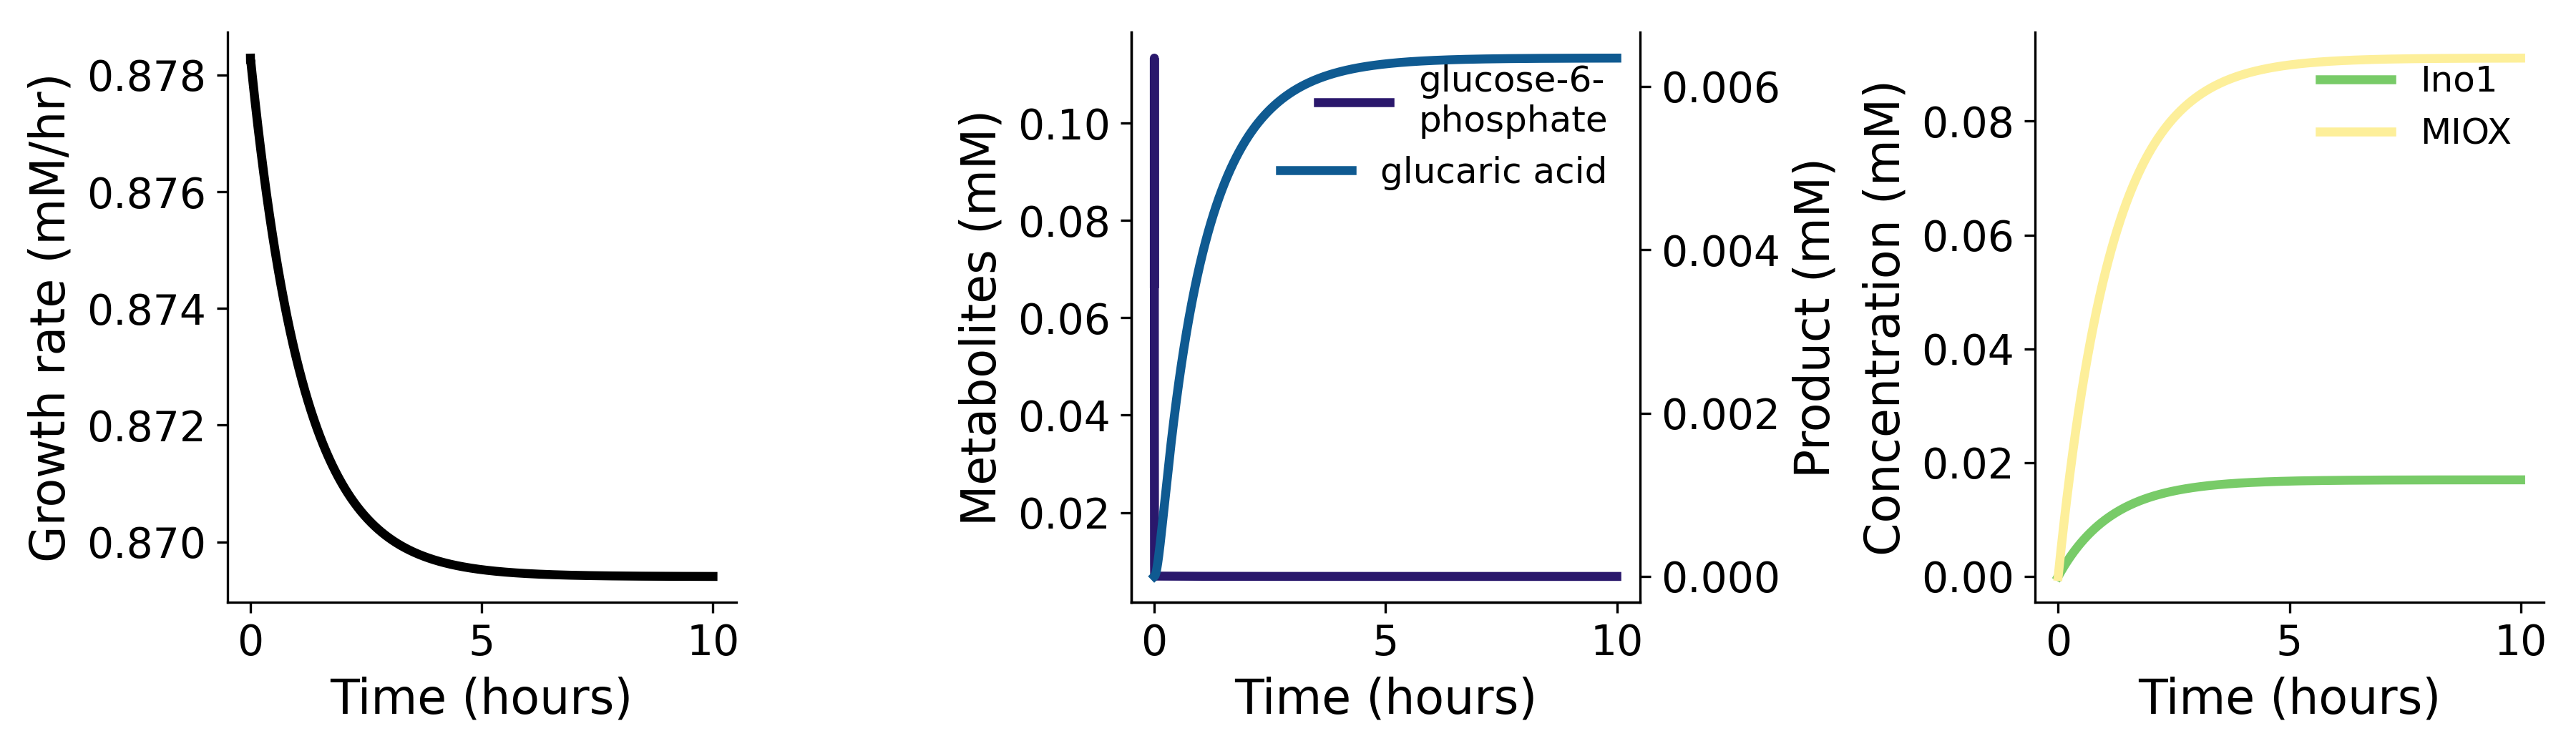 Growth rate (mM/hr)
0.878
0.876
0.874
0.872
0.870
0
5
10
Time (hours)
Metabolites (mM)
0.10
0.08
0.06
0.04
0.02
glucose-6-
phosphate
glucaric acid
0.006
0.004
0.002
0.000
Product (mM)
0
5
10
Time (hours)
Concentration (mM)
0.08
0.06
0.04
0.02
0.00
Ino1
MIOX
0
5
10
Time (hours)